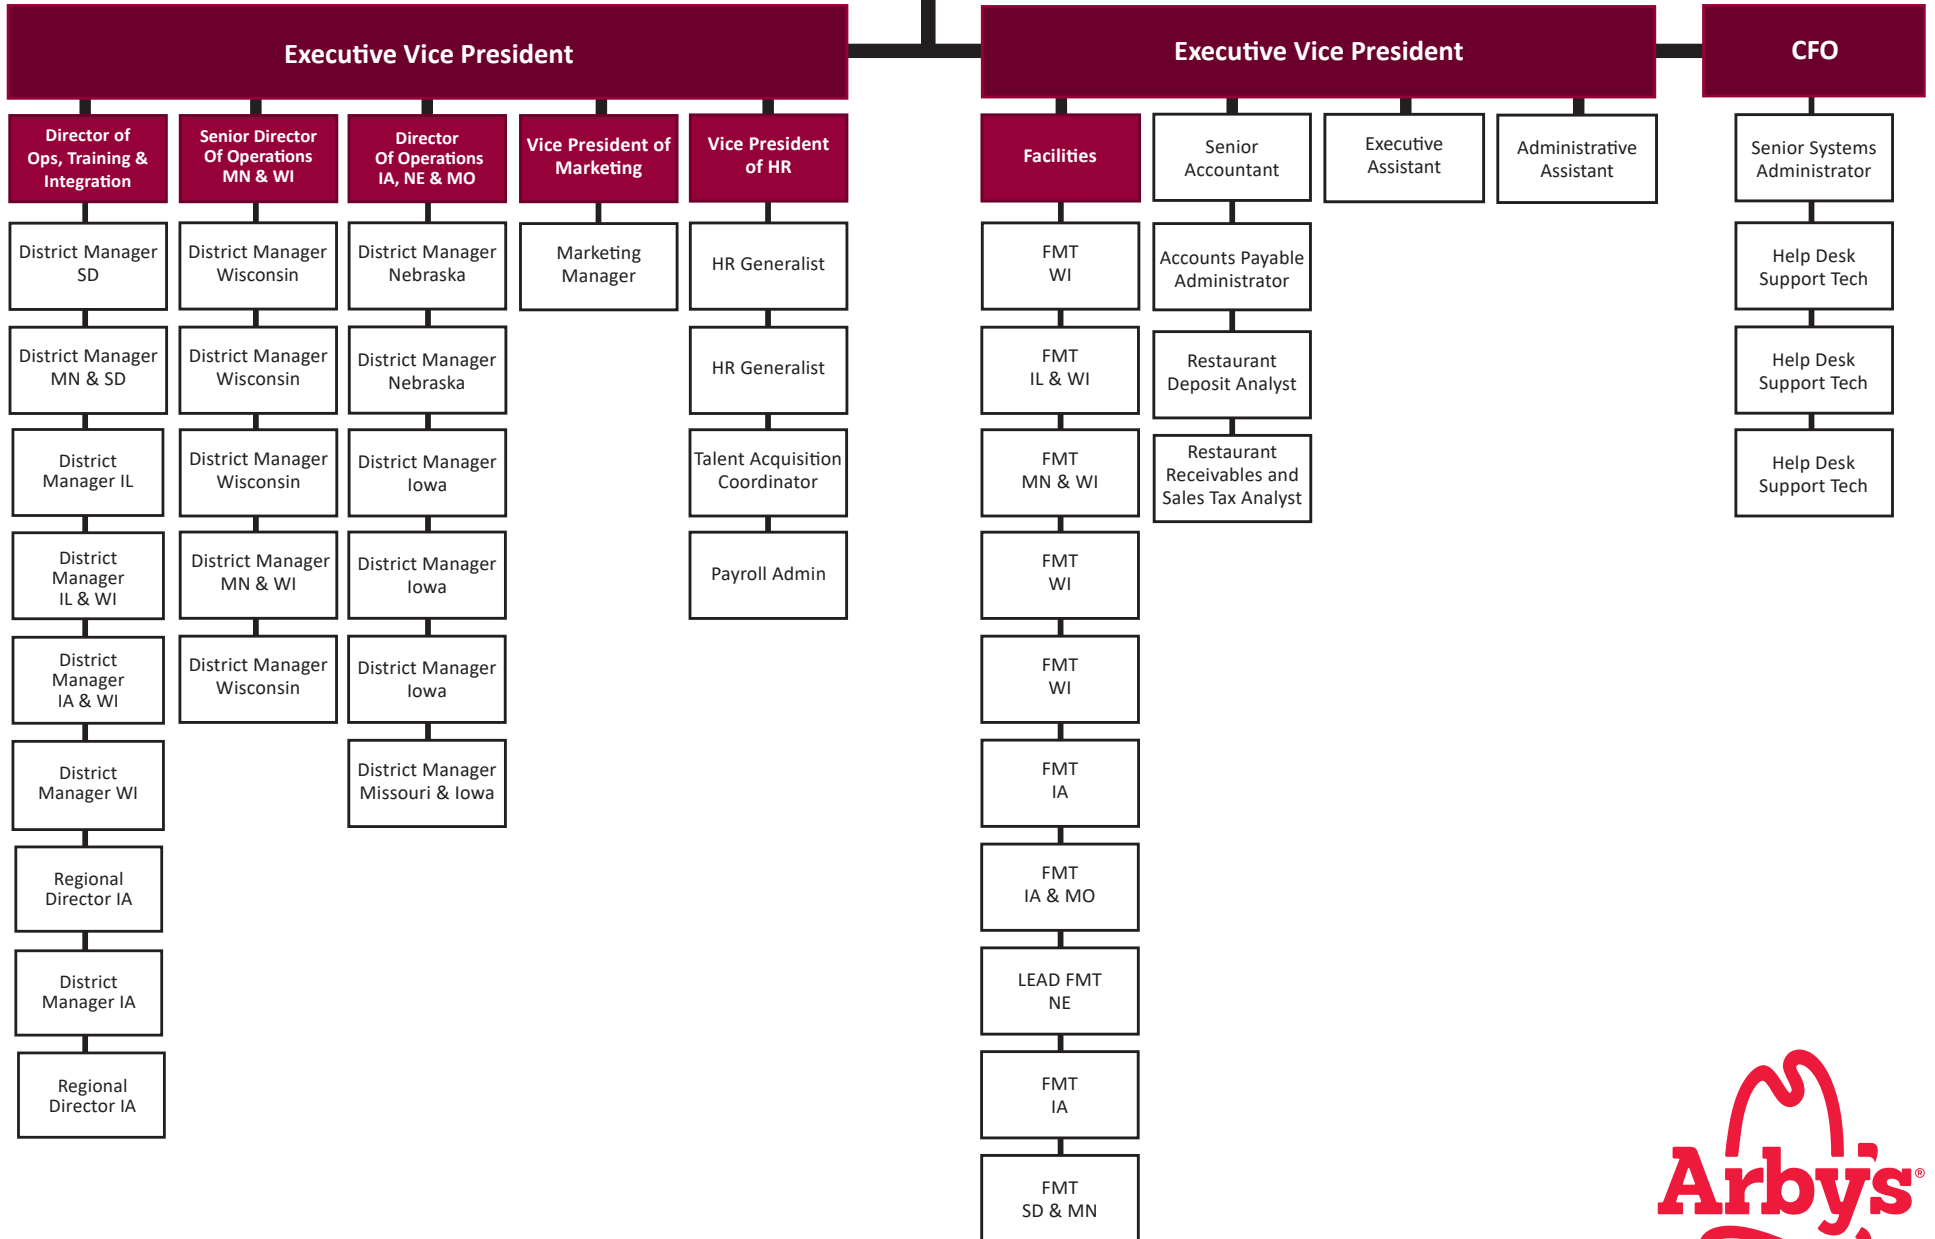 Executive Vice President
Executive Vice President
CFO
Director of
Ops, Training &
Integration
District Manager
SD
District Manager
MN & SD
District
Manager IL
District
Manager
IL & WI
District
Manager
IA & WI
District
Manager WI
Regional
Director IA
District
Manager IA
Regional
Director IA
Senior Director
Of Operations
MN & WI
District Manager
Wisconsin
District Manager
Wisconsin
District Manager
Wisconsin
District Manager
MN & WI
District Manager
Wisconsin
Director
Of Operations
IA, NE & MO
District Manager
Nebraska
District Manager
Nebraska
District Manager
Iowa
District Manager
Iowa
District Manager
Iowa
District Manager
Missouri & Iowa
Vice President of
Marketing
Marketing
Manager
Vice President
of HR
HR Generalist
HR Generalist
Talent Acquisition
Coordinator
Payroll Admin
Facilities
FMT
WI
FMT
IL & WI
FMT
MN & WI
FMT
WI
FMT
WI
FMT
IA
FMT
IA & MO
LEAD FMT
NE
FMT
IA
FMT
SD & MN
Senior
Accountant
Accounts Payable
Administrator
Restaurant
Deposit Analyst
Restaurant
Receivables and
Sales Tax Analyst
Executive
Assistant
Administrative
Assistant
Senior Systems
Administrator
Help Desk
Support Tech
Help Desk
Support Tech
Help Desk
Support Tech
Arby's®